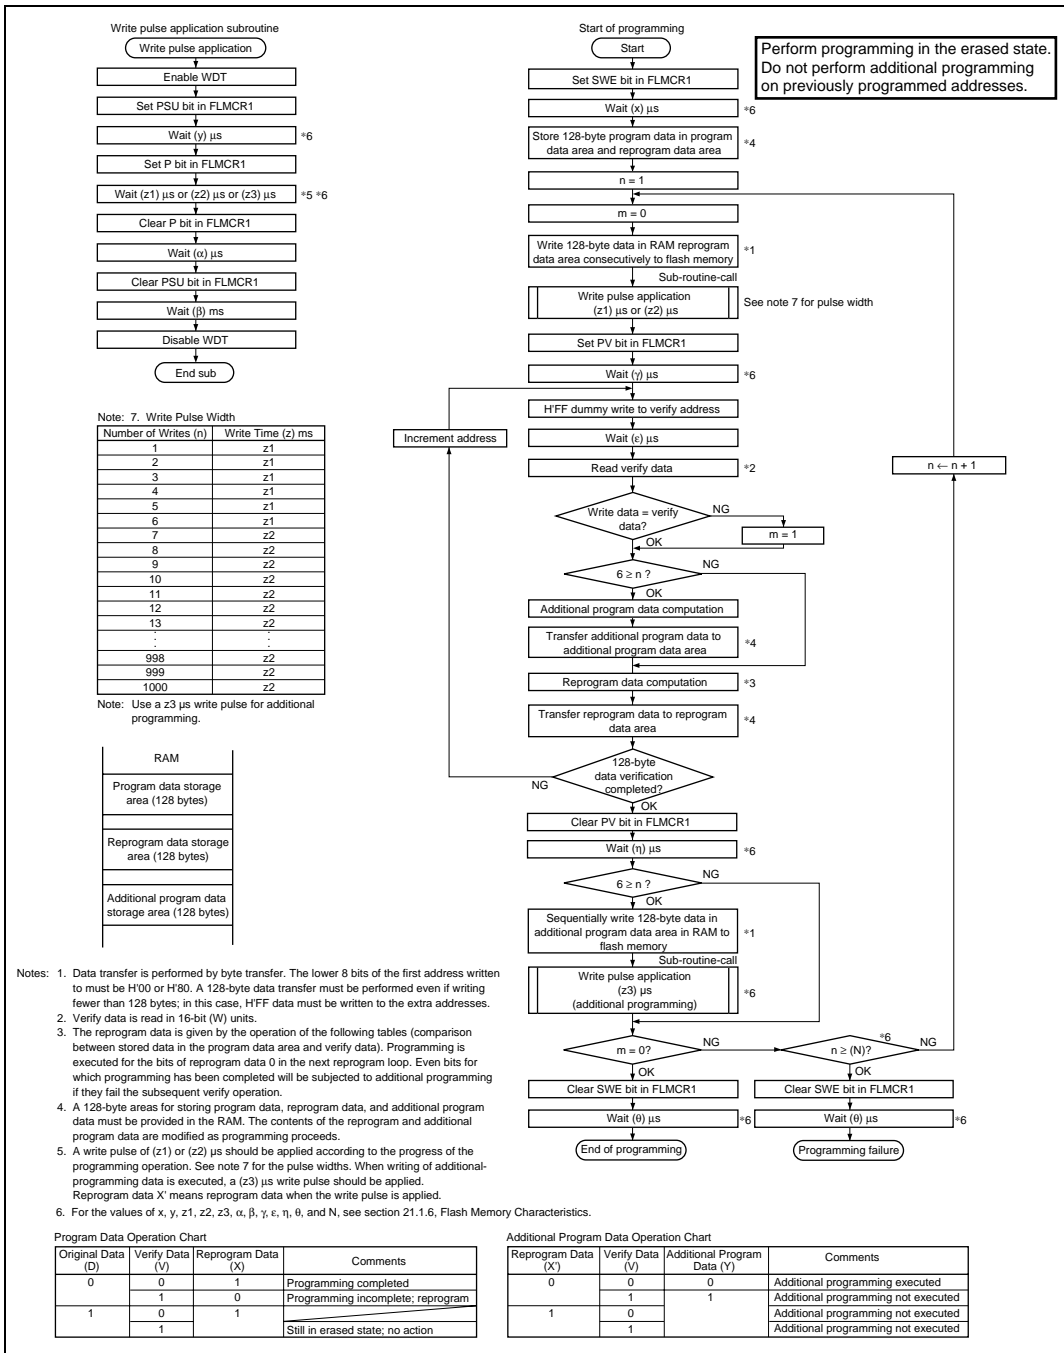 Write pulse application subroutine
Write pulse application
Enable WDT
Set PSU bit in FLMCR1
Wait (y) µs
*6
Set P bit in FLMCR1
Wait (z1) µs or (z2) µs or (z3) µs
*5 *6
Clear P bit in FLMCR1
Wait (α) µs
Clear PSU bit in FLMCR1
Wait (β) ms
Disable WDT
End sub
Note: 7. Write Pulse Width
Number of Writes (n) Write Time (z) ms
1 z1
2 z1
3 z1
4 z1
5 z1
6 z1
7 z2
8 z2
9 z2
10 z2
11 z2
12 z2
13 z2
: :
: :
998 z2
999 z2
1000 z2
Note: Use a z3 µs write pulse for additional
programming.
RAM
Program data storage
area (128 bytes)
Reprogram data storage
area (128 bytes)
Additional program data
storage area (128 bytes)
Start of programming
Start
Perform programming in the erased state.
Do not perform additional programming
on previously programmed addresses.
Set SWE bit in FLMCR1
Wait (x) µs
*6
Store 128-byte program data in program
data area and reprogram data area
*4
n = 1
m = 0
Write 128-byte data in RAM reprogram
data area consecutively to flash memory
*1
Sub-routine-call
Write pulse application
(z1) µs or (z2) µs
See note 7 for pulse width
Set PV bit in FLMCR1
Wait (γ) µs
*6
H'FF dummy write to verify address
Increment address
Wait (ε) µs
Read verify data
*2
n ← n + 1
Write data = verify
data?
NG
m = 1
OK
6 ≥ n ?
NG
OK
Additional program data computation
Transfer additional program data to
additional program data area
*4
Reprogram data computation
*3
Transfer reprogram data to reprogram
data area
*4
128-byte
data verification
completed?
NG
OK
Clear PV bit in FLMCR1
Wait (η) µs
*6
6 ≥ n ?
NG
OK
Sequentially write 128-byte data in
additional program data area in RAM to
flash memory
*1
Sub-routine-call
Write pulse application
(z3) µs
(additional programming)
*6
m = 0?
NG
*6
n ≥ (N)?
NG
OK
OK
Clear SWE bit in FLMCR1
Clear SWE bit in FLMCR1
Wait (θ) µs
*6
Wait (θ) µs
*6
End of programming
Programming failure
Notes: 1. Data transfer is performed by byte transfer. The lower 8 bits of the first address written
to must be H'00 or H'80. A 128-byte data transfer must be performed even if writing
fewer than 128 bytes; in this case, H'FF data must be written to the extra addresses.
2. Verify data is read in 16-bit (W) units.
3. The reprogram data is given by the operation of the following tables (comparison
between stored data in the program data area and verify data). Programming is
executed for the bits of reprogram data 0 in the next reprogram loop. Even bits for
which programming has been completed will be subjected to additional programming
if they fail the subsequent verify operation.
4. A 128-byte areas for storing program data, reprogram data, and additional program
data must be provided in the RAM. The contents of the reprogram and additional
program data are modified as programming proceeds.
5. A write pulse of (z1) or (z2) µs should be applied according to the progress of the
programming operation. See note 7 for the pulse widths. When writing of additional-
programming data is executed, a (z3) µs write pulse should be applied.
Reprogram data X' means reprogram data when the write pulse is applied.
6. For the values of x, y, z1, z2, z3, α, β, γ, ε, η, θ, and N, see section 21.1.6, Flash Memory Characteristics.
Program Data Operation Chart
Original Data (D) Verify Data (V) Reprogram Data (X) Comments
0 0 1 Programming completed
1 0 Programming incomplete; reprogram
1 0 1
1 Still in erased state; no action
Additional Program Data Operation Chart
Reprogram Data (X') Verify Data (V) Additional Program Data (Y) Comments
0 0 0 Additional programming executed
1 1 Additional programming not executed
1 0 Additional programming not executed
1 Additional programming not executed